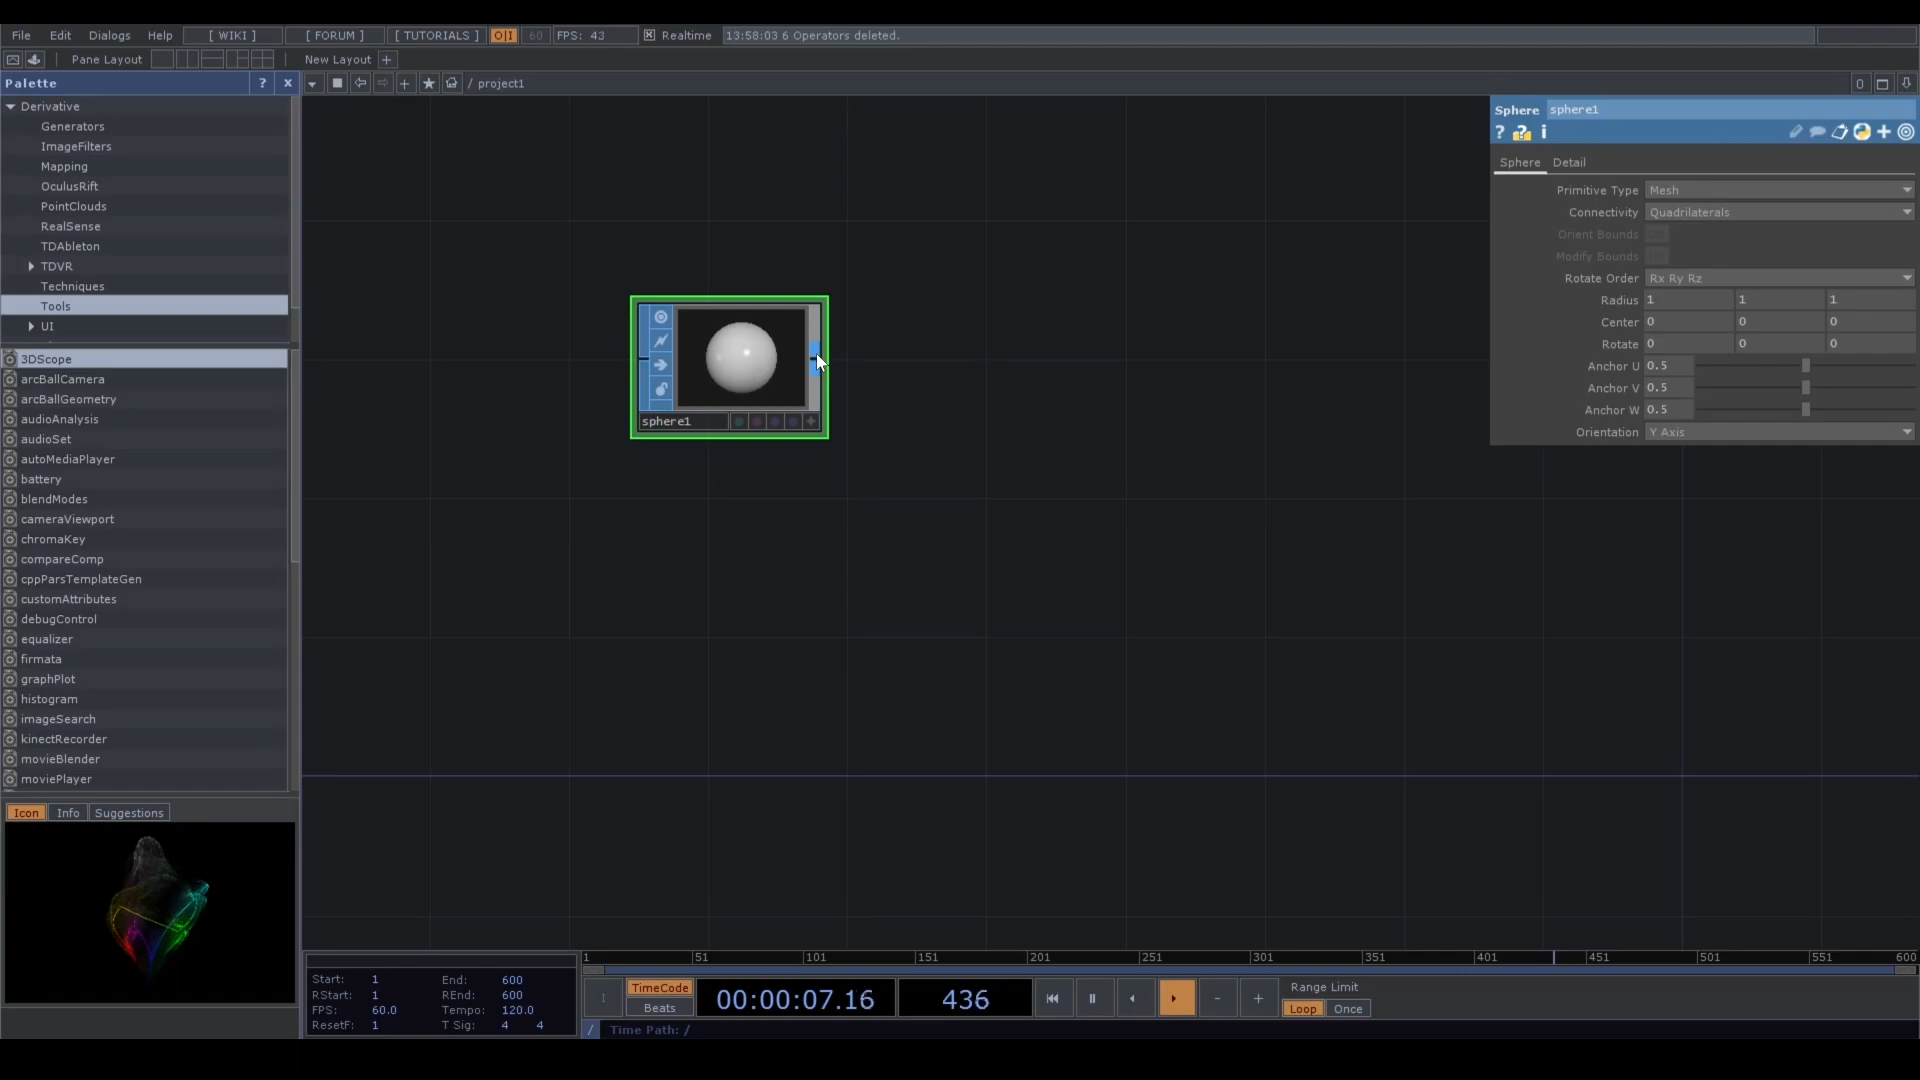 File Edit Dialogs Help [ WIKI ] [ FORUM ] [ TUTORIALS ] O|I 60 FPS: 43 Realtime 13:58:03 6 Operators deleted.
Pane Layout New Layout +
Palette ? x / project1 0
Derivative
Generators
ImageFilters
Mapping
OculusRift
PointClouds
RealSense
TDAbleton
TDVR
Techniques
Tools
UI
3DScope
arcBallCamera
arcBallGeometry
audioAnalysis
audioSet
autoMediaPlayer
battery
blendModes
cameraViewport
chromaKey
compareComp
cppParsTemplateGen
customAttributes
debugControl
equalizer
firmata
graphPlot
histogram
imageSearch
kinectRecorder
movieBlender
moviePlayer
Icon Info Suggestions
sphere1
Sphere sphere1
? ? i
Sphere Detail
Primitive Type Mesh
Connectivity Quadrilaterals
Orient Bounds
Modify Bounds
Rotate Order Rx Ry Rz
Radius 1 1 1
Center 0 0 0
Rotate 0 0 0
Anchor U 0.5
Anchor V 0.5
Anchor W 0.5
Orientation Y Axis
1 51 101 151 201 251 301 351 401 451 501 551 600
Start: 1 End: 600
RStart: 1 REnd: 600
FPS: 60.0 Tempo: 120.0
ResetF: 1 T Sig: 4 4
TimeCode
Beats
00:00:07.16 436
- +
Range Limit
Loop Once
/ Time Path: /